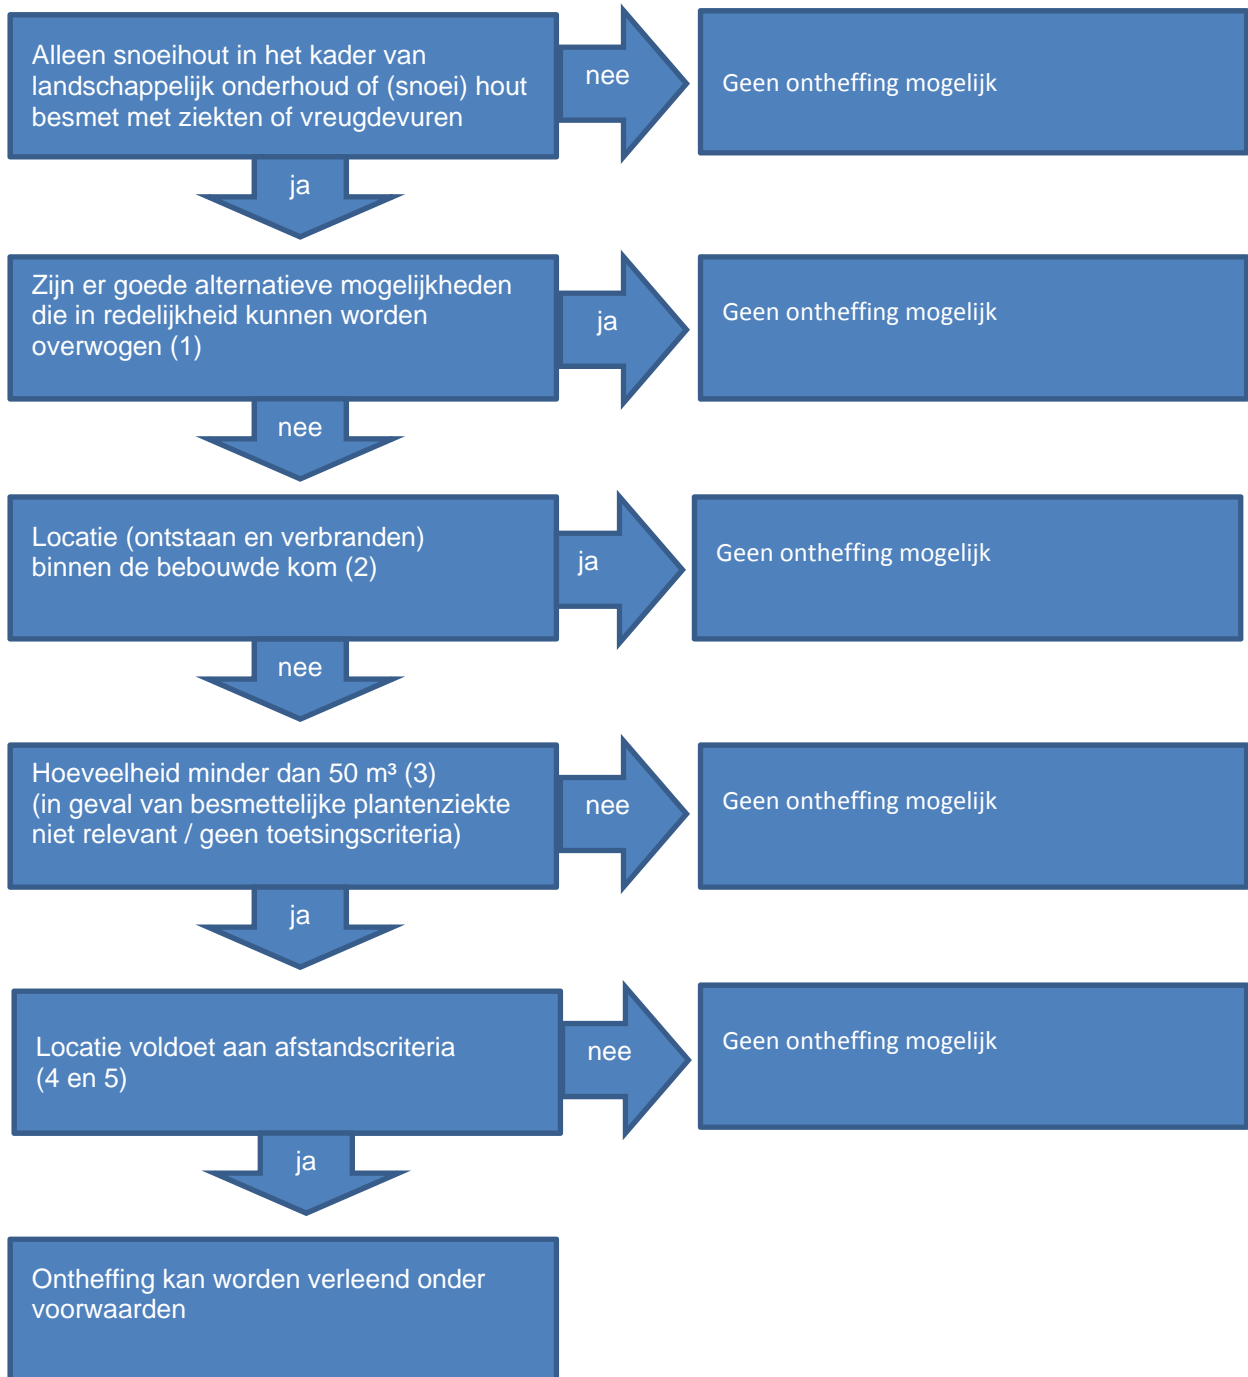 Alleen snoeihout in het kader van
landschappelijk onderhoud of (snoei) hout
besmet met ziekten of vreugdevuren
nee
Geen ontheffing mogelijk
ja
Zijn er goede alternatieve mogelijkheden
die in redelijkheid kunnen worden
overwogen (1)
ja
Geen ontheffing mogelijk
nee
Locatie (ontstaan en verbranden)
binnen de bebouwde kom (2)
ja
Geen ontheffing mogelijk
nee
Hoeveelheid minder dan 50 m³ (3)
(in geval van besmettelijke plantenziekte
niet relevant / geen toetsingscriteria)
nee
Geen ontheffing mogelijk
ja
Locatie voldoet aan afstandscriteria
(4 en 5)
nee
Geen ontheffing mogelijk
ja
Ontheffing kan worden verleend onder
voorwaarden